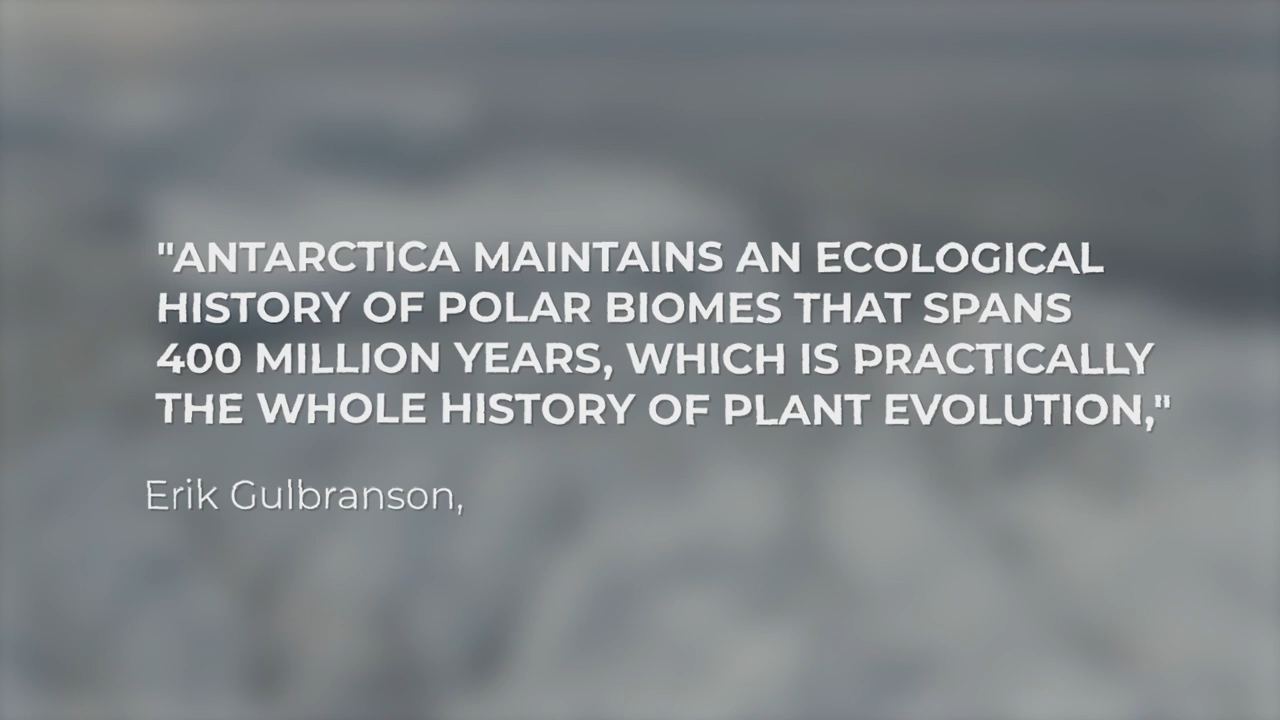 "ANTARCTICA MAINTAINS AN ECOLOGICAL
HISTORY OF POLAR BIOMES THAT SPANS
400 MILLION YEARS, WHICH IS PRACTICALLY
THE WHOLE HISTORY OF PLANT EVOLUTION,"
Erik Gulbranson,